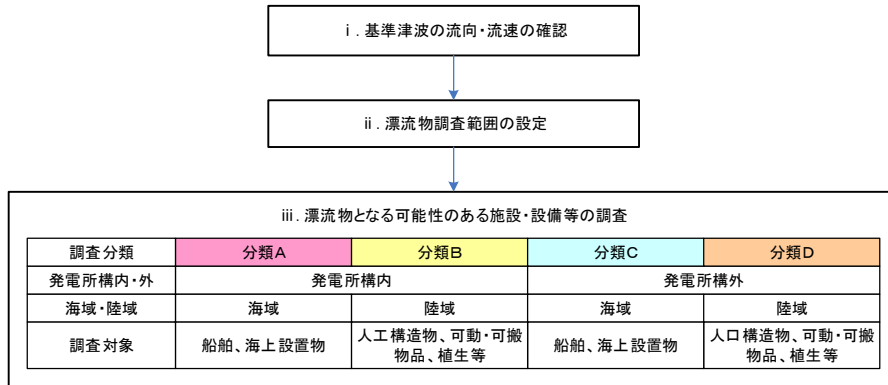 ⅰ．基準津波の流向・流速の確認
ⅱ．漂流物調査範囲の設定
ⅲ．漂流物となる可能性のある施設・設備等の調査
調査分類 分類A 分類B 分類C 分類D
発電所構内・外 発電所構内 発電所構外
海域・陸域 海域 陸域 海域 陸域
調査対象 船舶、海上設置物 人工構造物、可動・可搬 船舶、海上設置物 人口構造物、可動・可搬
物品、植生等 物品、植生等